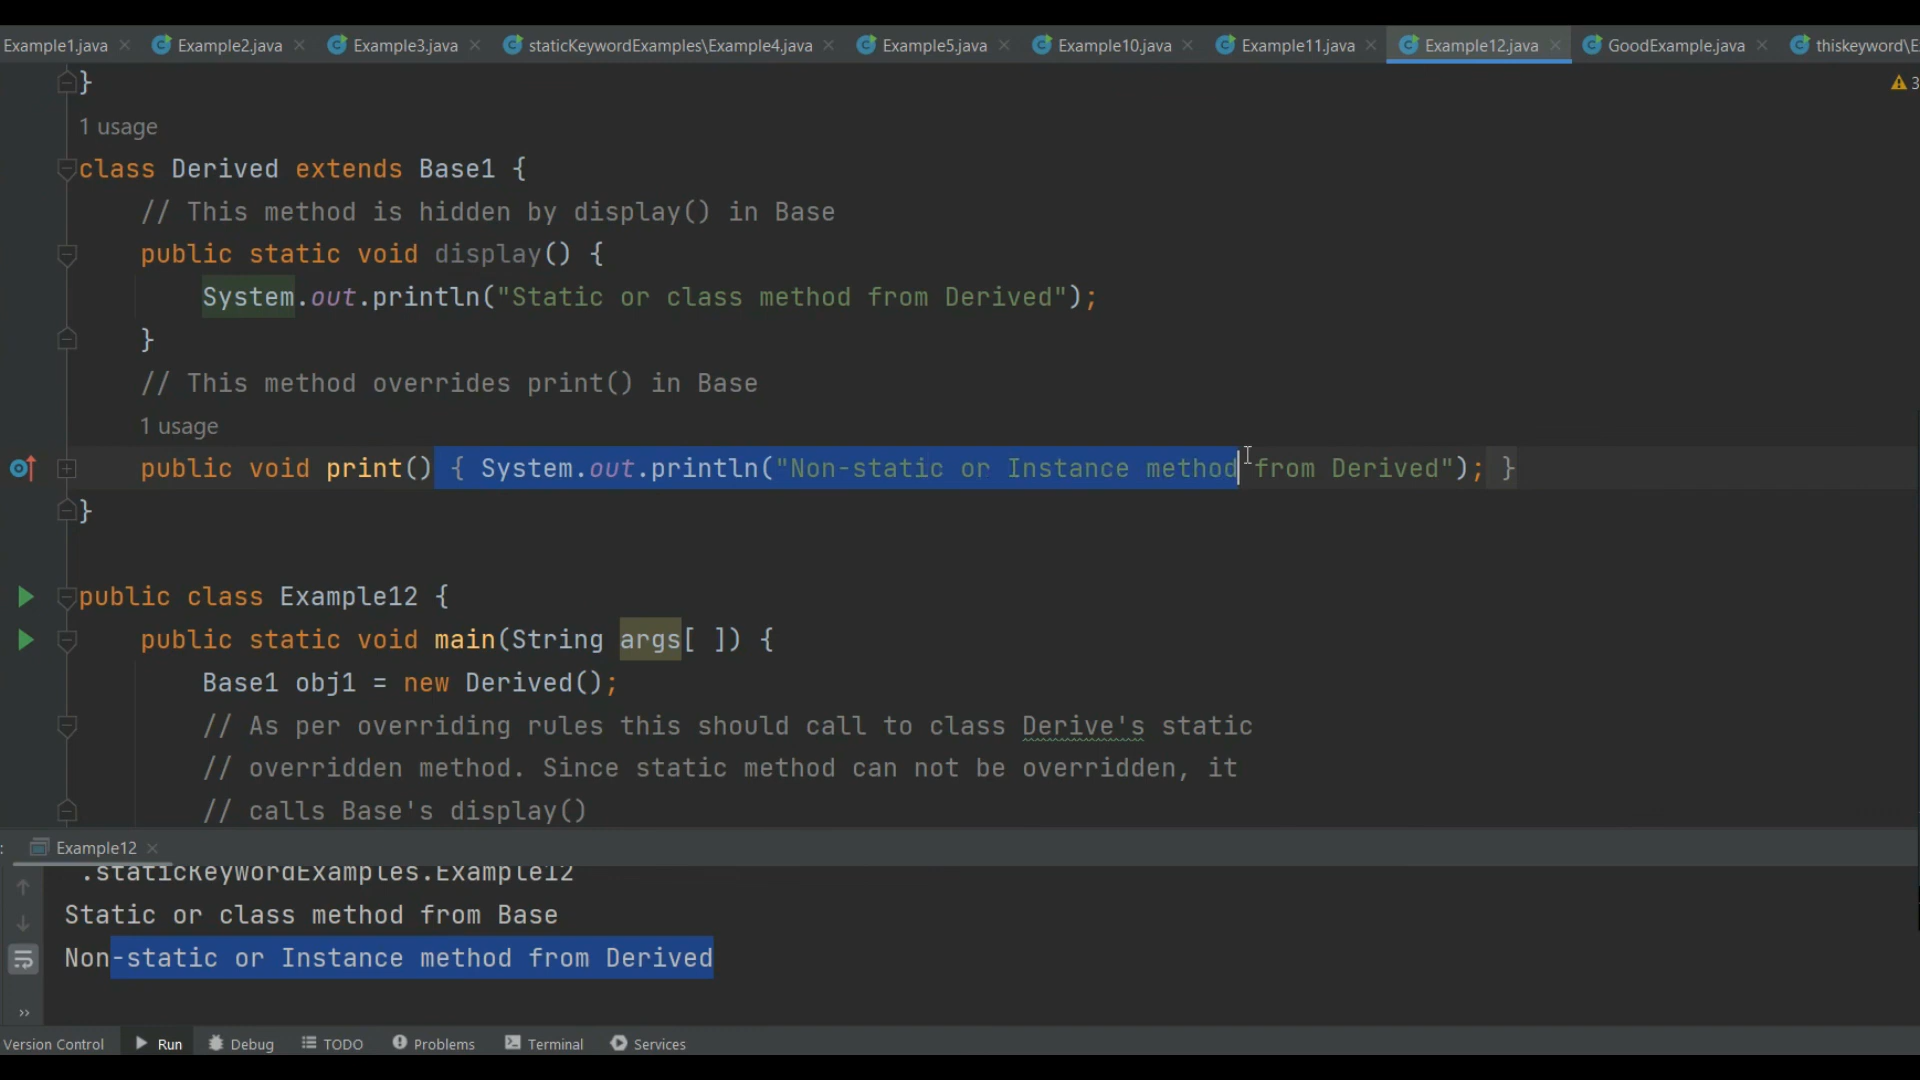 Example1.java Example2.java Example3.java staticKeywordExamples\Example4.java Example5.java Example10.java Example11.java Example12.java GoodExample.java thiskeyword\E
}
3
1 usage
class Derived extends Base1 {
// This method is hidden by display() in Base
public static void display() {
System.out.println("Static or class method from Derived");
}
// This method overrides print() in Base
1 usage
public void print() { System.out.println("Non-static or Instance method from Derived"); }
}
public class Example12 {
public static void main(String args[ ]) {
Base1 obj1 = new Derived();
// As per overriding rules this should call to class Derive's static
// overridden method. Since static method can not be overridden, it
// calls Base's display()
: Example12
.staticKeywordExamples.Example12
Static or class method from Base
Non-static or Instance method from Derived
Version Control Run Debug TODO Problems Terminal Services